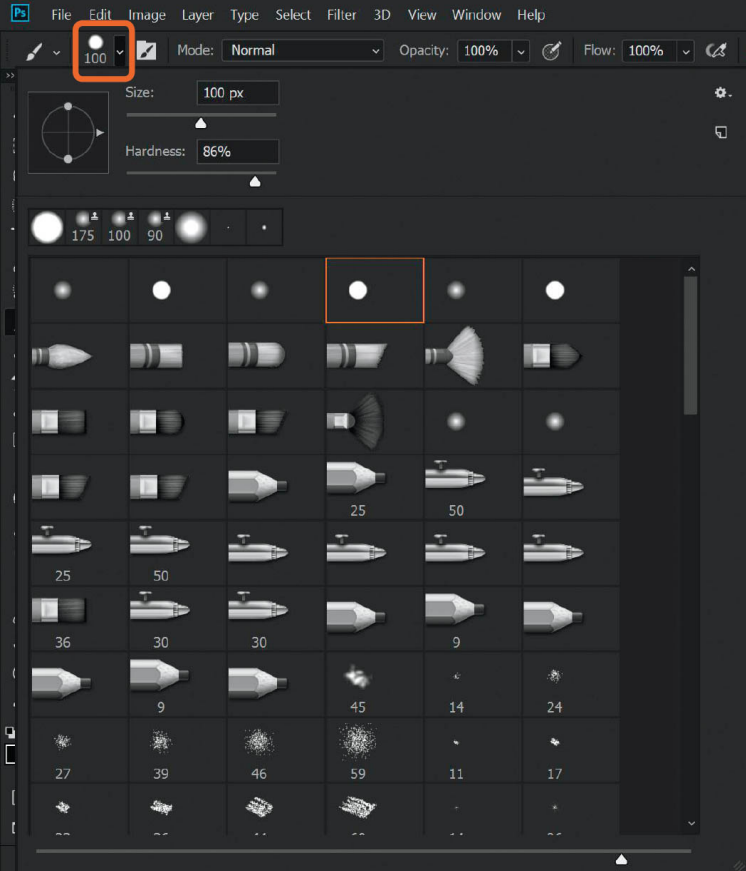 Ps File Edit Image Layer Type Select Filter 3D View Window Help
100 Mode: Normal Opacity: 100% Flow: 100%
Size: 100 px
Hardness: 86%
175 100 90
25 50
25 50
36 30 30 9
9 45 14 24
27 39 46 59 11 17